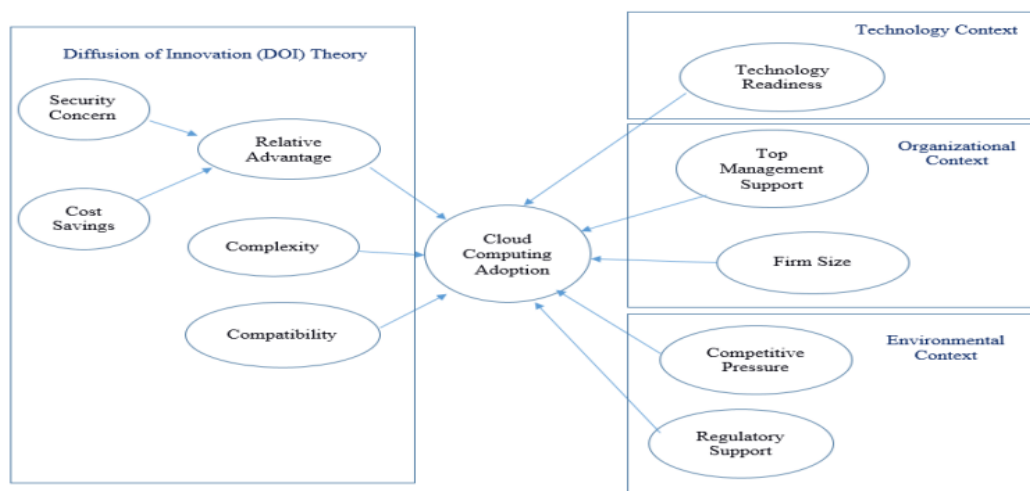 Diffusion of Innovation (DOI) Theory
Security
Concern
Relative
Advantage
Cost
Savings
Complexity
Compatibility
Cloud
Computing
Adoption
Technology Context
Technology
Readiness
Organizational
Context
Top
Management
Support
Firm Size
Environmental
Context
Competitive
Pressure
Regulatory
Support